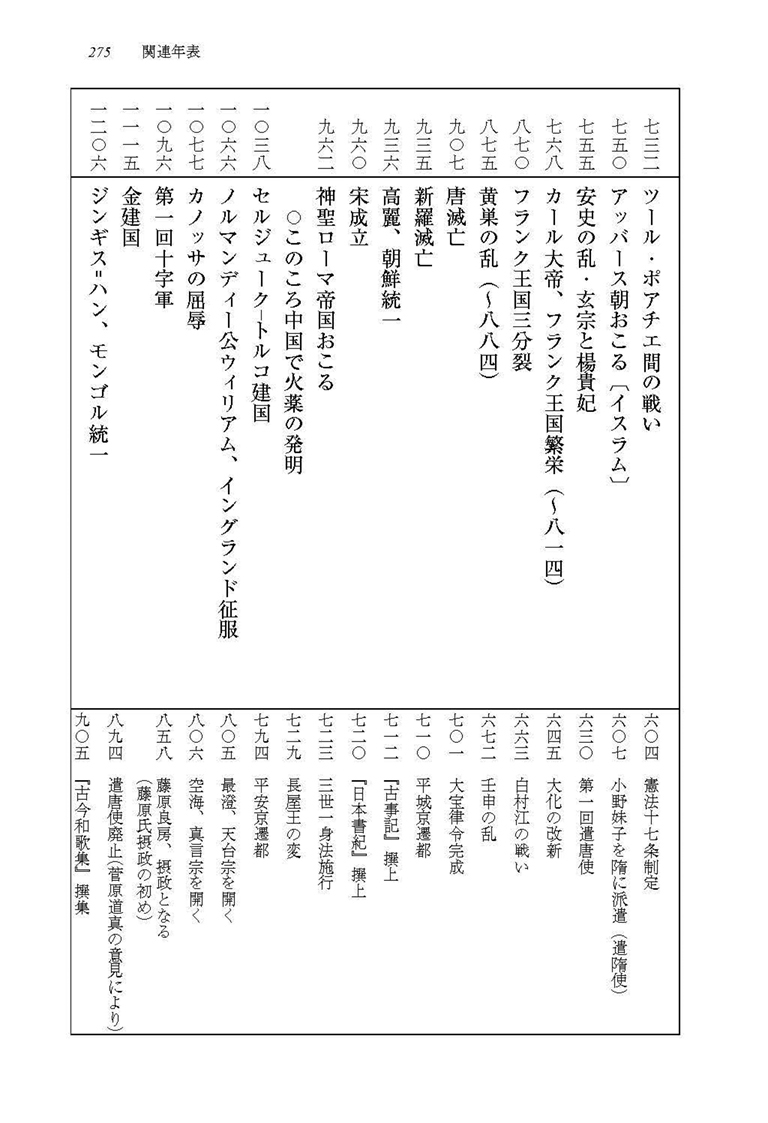 275 関連年表
七三二 ツール・ポアチエ間の戦い
七五〇 アッバース朝おこる〔イスラム〕
七五五 安史の乱・玄宗と楊貴妃
七六八 カール大帝、フランク王国繁栄（〜八一四）
八七〇 フランク王国三分裂
八七五 黄巣の乱（〜八八四）
九〇七 唐滅亡
九三五 新羅滅亡
九三六 高麗、朝鮮統一
九六〇 宋成立
九六二 神聖ローマ帝国おこる
○このころ中国で火薬の発明
一〇三八 セルジューク−トルコ建国
一〇六六 ノルマンディー公ウィリアム、イングランド征服
一〇七七 カノッサの屈辱
一〇九六 第一回十字軍
一一一五 金建国
一二〇六 ジンギス＝ハン、モンゴル統一
六〇四 憲法十七条制定
六〇七 小野妹子を隋に派遣（遣隋使）
六三〇 第一回遣唐使
六四五 大化の改新
六六三 白村江の戦い
六七二 壬申の乱
七〇一 大宝律令完成
七一〇 平城京遷都
七一二 『古事記』撰上
七二〇 『日本書紀』撰上
七二三 三世一身法施行
七二九 長屋王の変
七九四 平安京遷都
八〇五 最澄、天台宗を開く
八〇六 空海、真言宗を開く
八五八 藤原良房、摂政となる
（藤原氏摂政の初め）
八九四 遣唐使廃止（菅原道真の意見により）
九〇五 『古今和歌集』撰集